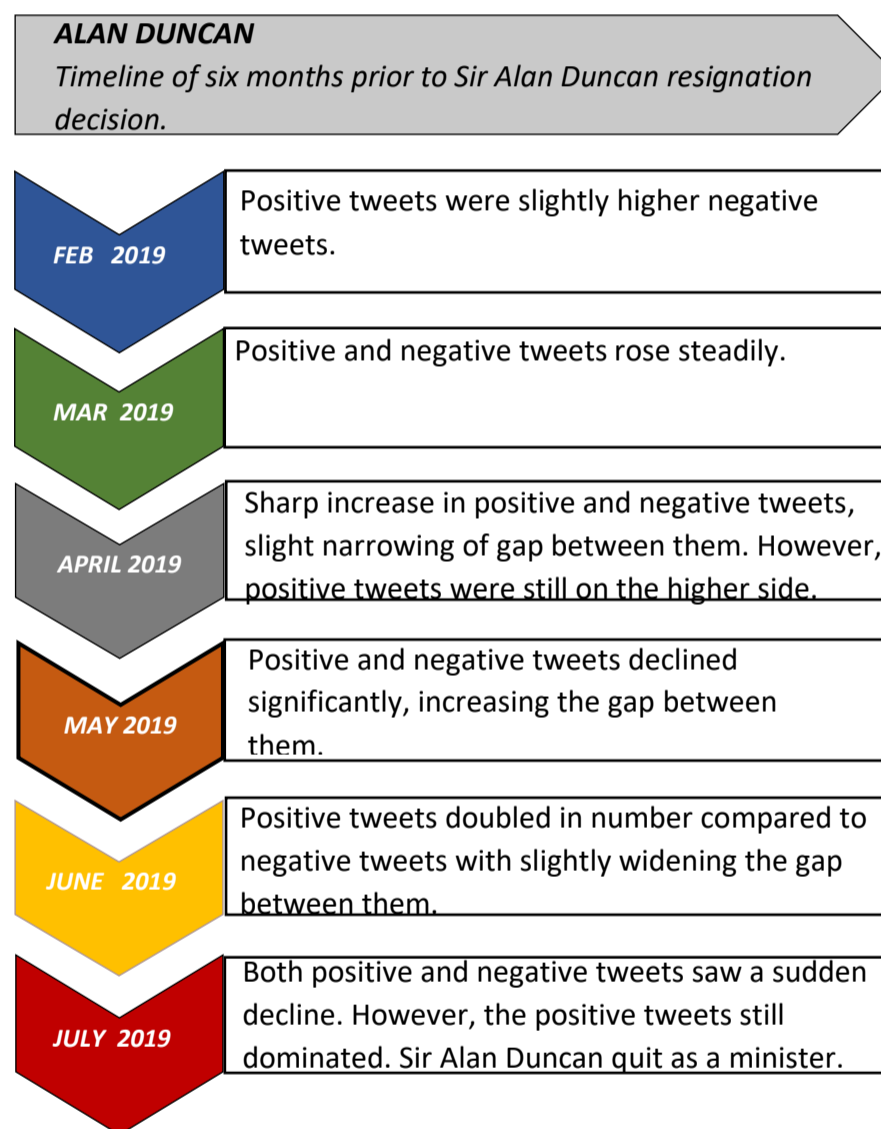 ALAN DUNCAN
Timeline of six months prior to Sir Alan Duncan resignation
decision.
FEB 2019
Positive tweets were slightly higher negative
tweets.
MAR 2019
Positive and negative tweets rose steadily.
APRIL 2019
Sharp increase in positive and negative tweets,
slight narrowing of gap between them. However,
positive tweets were still on the higher side.
MAY 2019
Positive and negative tweets declined
significantly, increasing the gap between
them.
JUNE 2019
Positive tweets doubled in number compared to
negative tweets with slightly widening the gap
between them.
JULY 2019
Both positive and negative tweets saw a sudden
decline. However, the positive tweets still
dominated. Sir Alan Duncan quit as a minister.